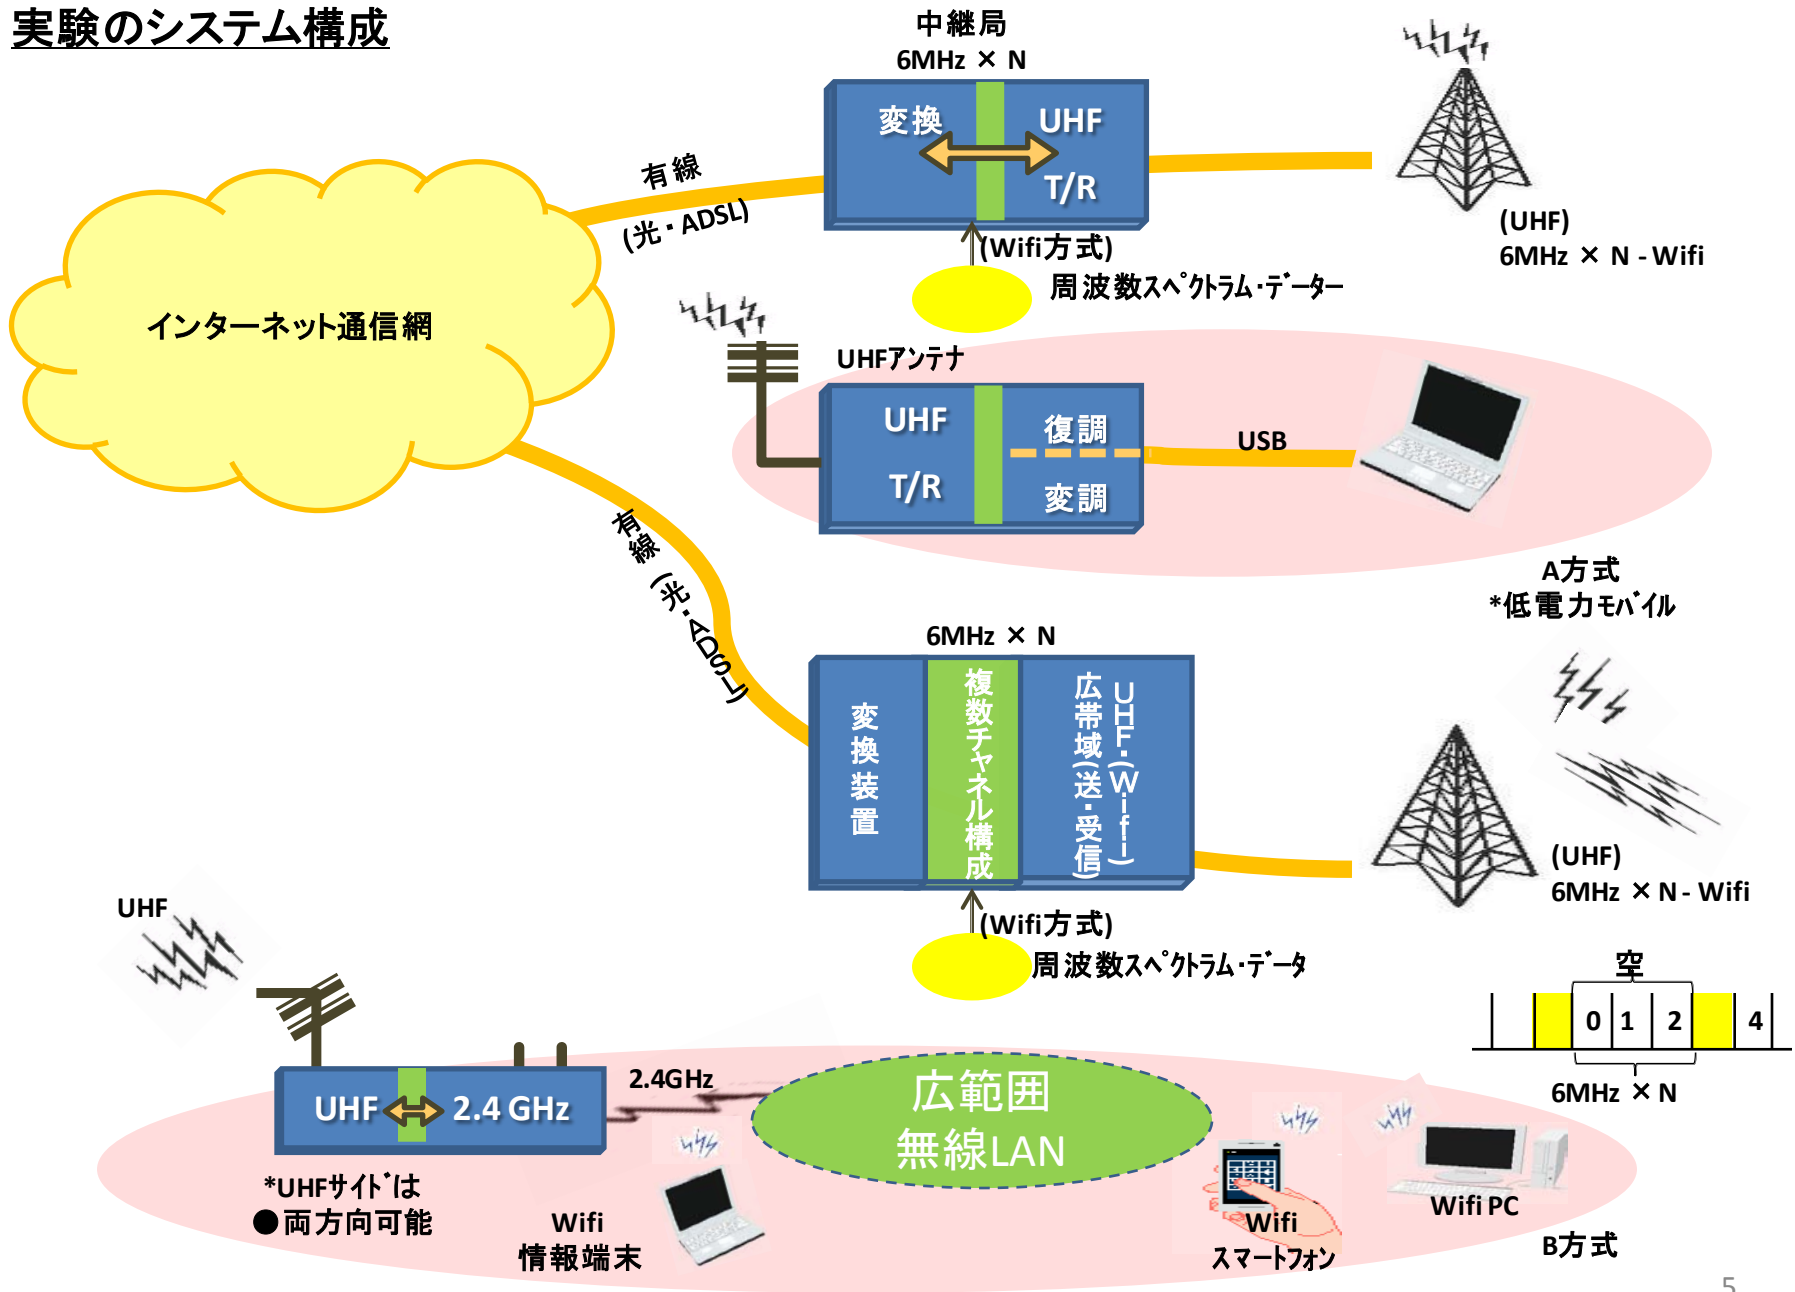 実験のシステム構成
中継局
6MHz × N
変換
UHF
T/R
有線
(光・ADSL)
(UHF)
6MHz × N - Wifi
(Wifi方式)
周波数スペクトラム・データー
インターネット通信網
UHFアンテナ
UHF
T/R
復調
変調
USB
A方式
*低電力モバイル
有線(光・ADSL)
6MHz × N
変換装置
複数チャネル構成
UHF・(Wifi)
広帯域(送・受信)
(UHF)
6MHz × N - Wifi
(Wifi方式)
周波数スペクトラム・データ
UHF
空
0 1 2 4
6MHz × N
UHF
2.4 GHz
2.4GHz
広範囲
無線LAN
*UHFサイドは
●両方向可能
Wifi
情報端末
Wifi
スマートフォン
Wifi PC
B方式
5